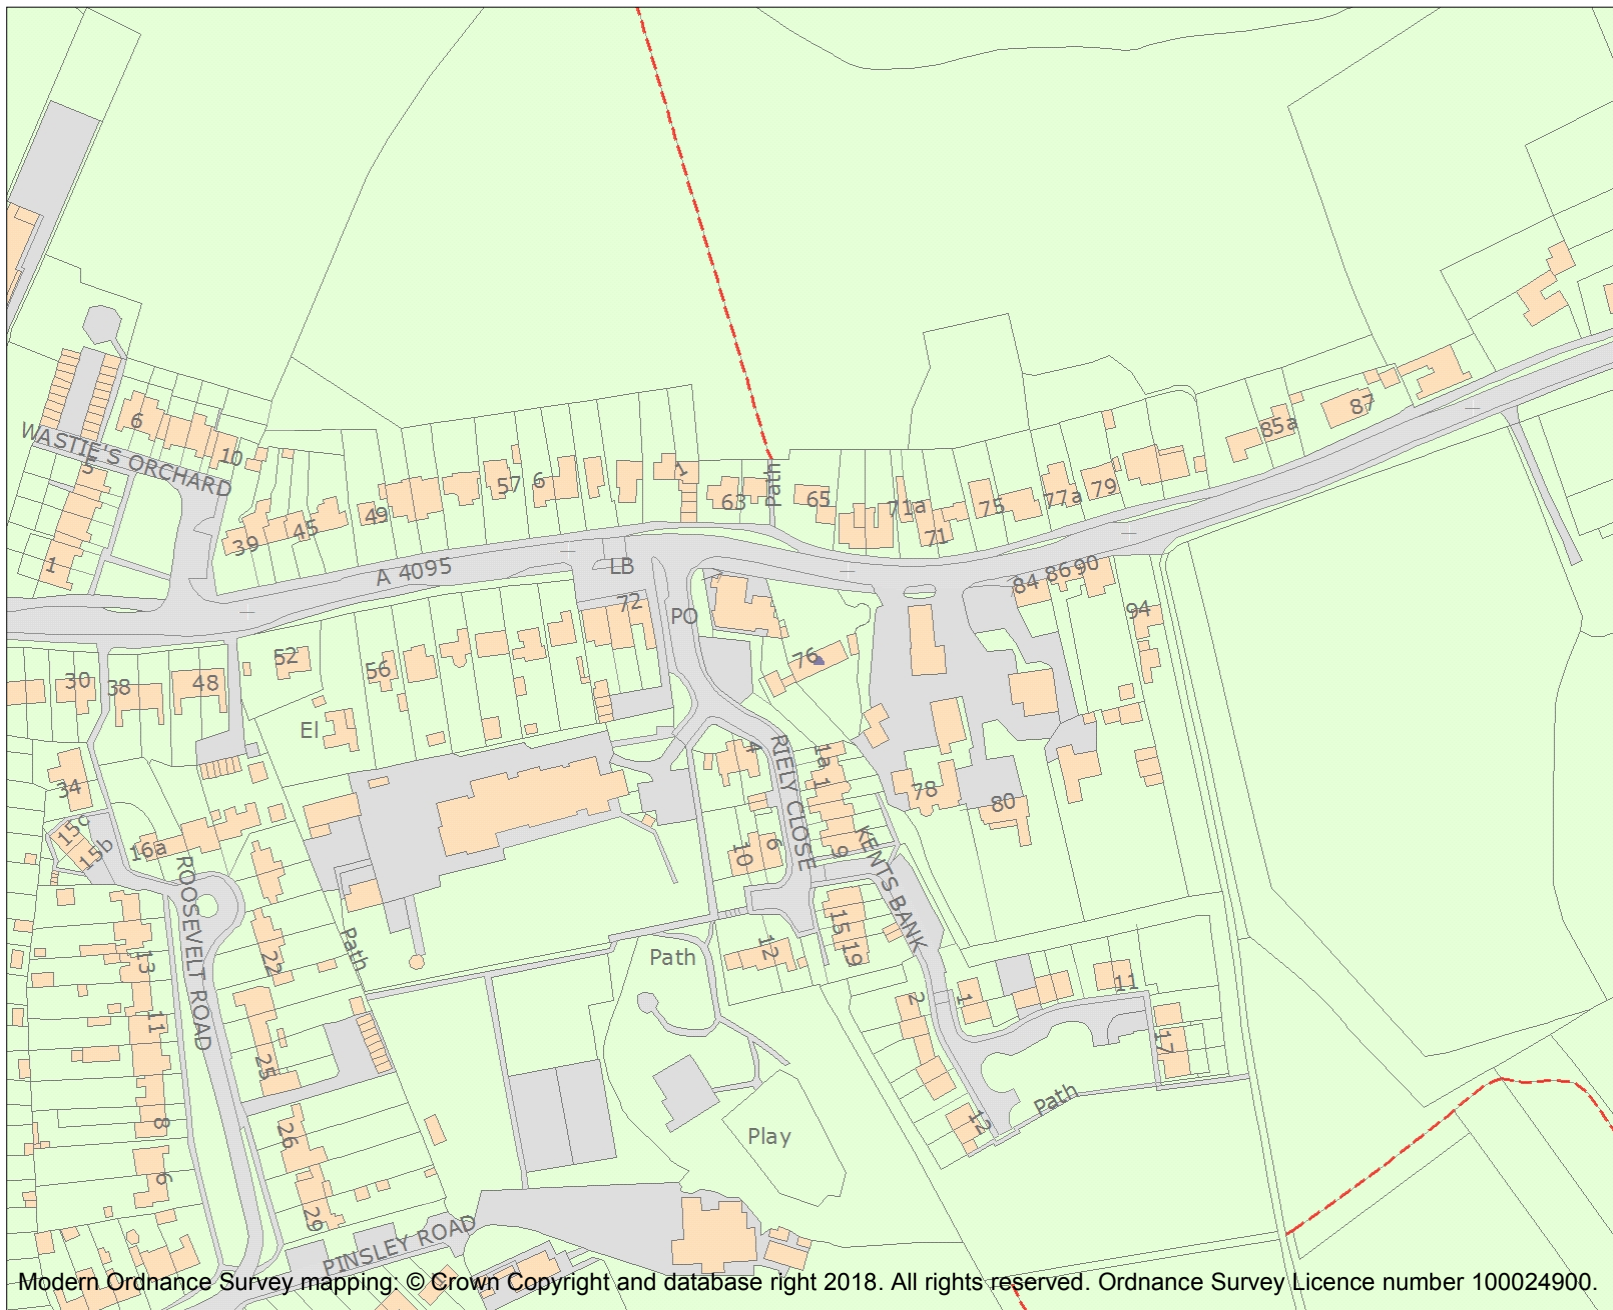 WASTIE'S ORCHARD
6
10
5
1
39
45
49
57
6
1
63
Path
65
71a
71
75
77a
79
85a
87
A 4095
LB
72
PO
84
86
90
94
76
30
38
48
52
56
El
34
15c
15b
16a
4
1a
1
RIELY CLOSE
78
80
10
6
9
KENTS BANK
ROOSEVELT ROAD
13
22
Path
Path
12
15
19
2
1
11
17
11
25
8
26
6
29
12
Path
Play
PINSLEY ROAD
Modern Ordnance Survey mapping: © Crown Copyright and database right 2018. All rights reserved. Ordnance Survey Licence number 100024900.